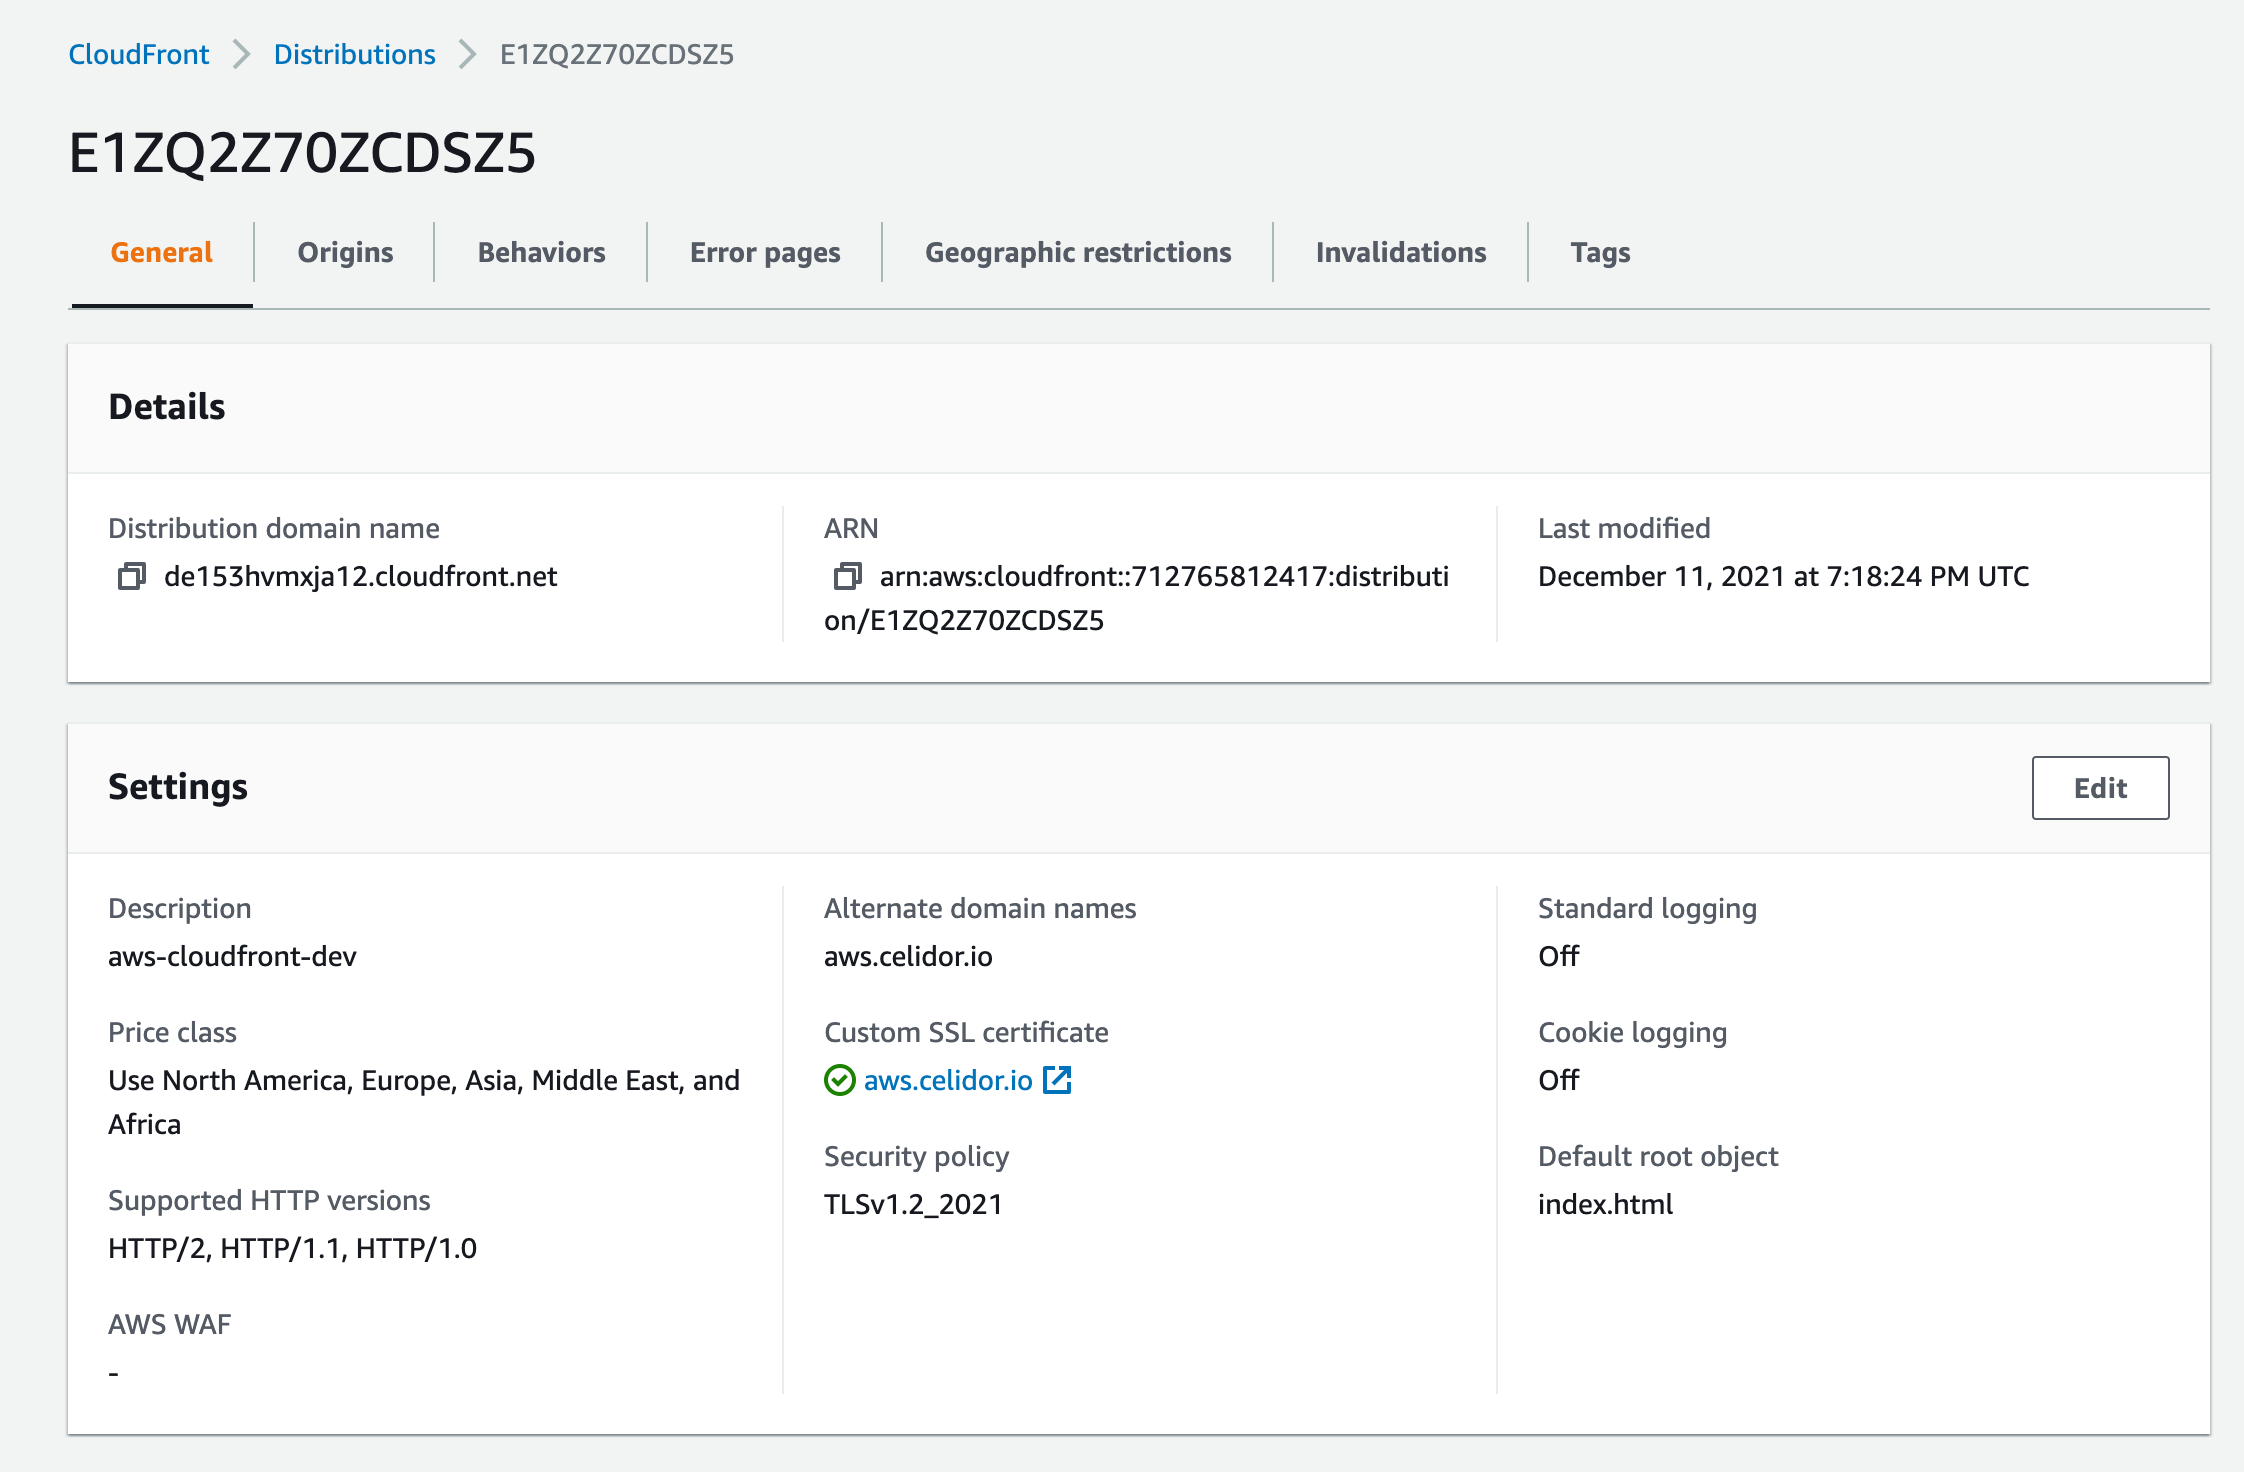 CloudFront > Distributions > E1ZQ2Z70ZCDSZ5
E1ZQ2Z70ZCDSZ5
General Origins Behaviors Error pages Geographic restrictions Invalidations Tags
Details
Distribution domain name
de153hvmxja12.cloudfront.net
ARN
arn:aws:cloudfront::712765812417:distributi
on/E1ZQ2Z70ZCDSZ5
Last modified
December 11, 2021 at 7:18:24 PM UTC
Settings
Edit
Description
aws-cloudfront-dev
Price class
Use North America, Europe, Asia, Middle East, and
Africa
Supported HTTP versions
HTTP/2, HTTP/1.1, HTTP/1.0
AWS WAF
-
Alternate domain names
aws.celidor.io
Custom SSL certificate
aws.celidor.io
Security policy
TLSv1.2_2021
Standard logging
Off
Cookie logging
Off
Default root object
index.html